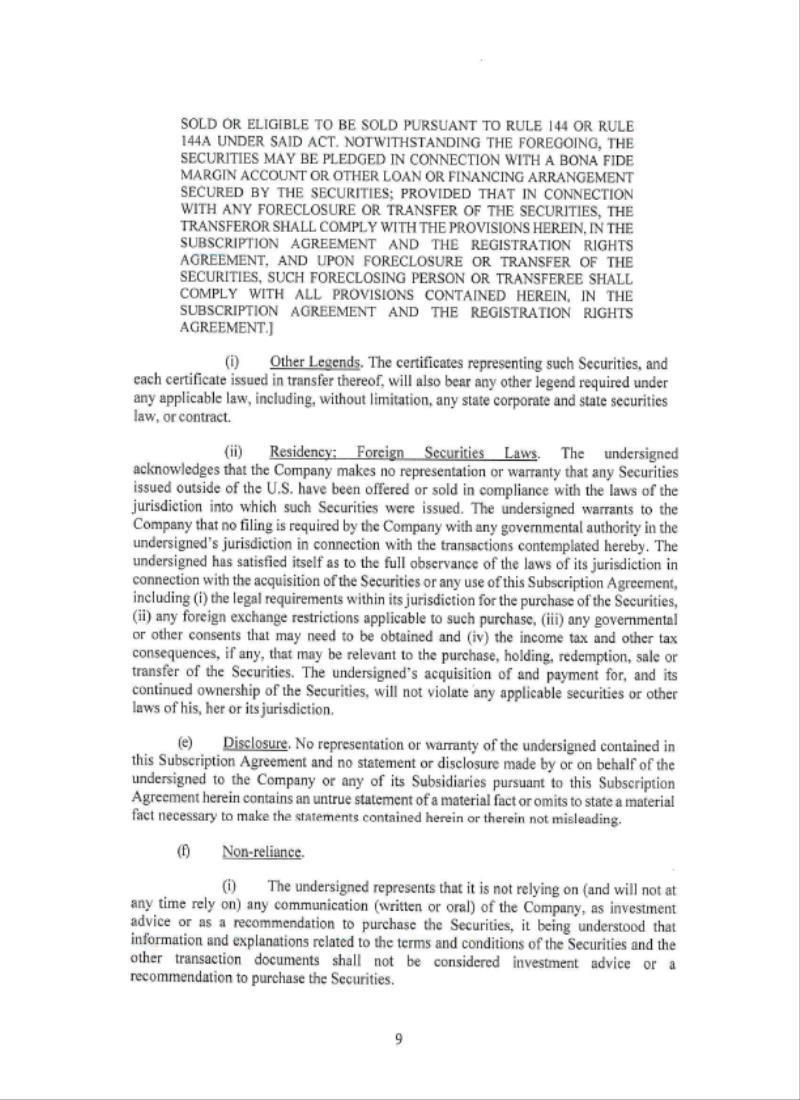 SOLD OR ELIGIBLE TO BE SOLD PURSUANT TO RULE 144 OR RULE
144A UNDER SAID ACT. NOTWITHSTANDING THE FOREGOING, THE
SECURITIES MAY BE PLEDGED IN CONNECTION WITH A BONA FIDE
MARGIN ACCOUNT OR OTHER LOAN OR FINANCING ARRANGEMENT
SECURED BY THE SECURITIES; PROVIDED THAT IN CONNECTION
WITH ANY FORECLOSURE OR TRANSFER OF THE SECURITIES, THE
TRANSFEROR SHALL COMPLY WITH THE PROVISIONS HEREIN, IN THE
SUBSCRIPTION AGREEMENT AND THE REGISTRATION RIGHTS
AGREEMENT, AND UPON FORECLOSURE OR TRANSFER OF THE
SECURITIES, SUCH FORECLOSING PERSON OR TRANSFEREE SHALL
COMPLY WITH ALL PROVISIONS CONTAINED HEREIN, IN THE
SUBSCRIPTION AGREEMENT AND THE REGISTRATION RIGHTS
AGREEMENT.]
(i) Other Legends. The certificates representing such Securities, and
each certificate issued in transfer thereof, will also bear any other legend required under
any applicable law, including, without limitation, any state corporate and state securities
law, or contract.
(ii) Residency; Foreign Securities Laws. The undersigned
acknowledges that the Company makes no representation or warranty that any Securities
issued outside of the U.S. have been offered or sold in compliance with the laws of the
jurisdiction into which such Securities were issued. The undersigned warrants to the
Company that no filing is required by the Company with any governmental authority in the
undersigned's jurisdiction in connection with the transactions contemplated hereby. The
undersigned has satisfied itself as to the full observance of the laws of its jurisdiction in
connection with the acquisition of the Securities or any use of this Subscription Agreement,
including (i) the legal requirements within its jurisdiction for the purchase of the Securities,
(ii) any foreign exchange restrictions applicable to such purchase, (iii) any governmental
or other consents that may need to be obtained and (iv) the income tax and other tax
consequences, if any, that may be relevant to the purchase, holding, redemption, sale or
transfer of the Securities. The undersigned's acquisition of and payment for, and its
continued ownership of the Securities, will not violate any applicable securities or other
laws of his, her or its jurisdiction.
(e) Disclosure. No representation or warranty of the undersigned contained in
this Subscription Agreement and no statement or disclosure made by or on behalf of the
undersigned to the Company or any of its Subsidiaries pursuant to this Subscription
Agreement herein contains an untrue statement of a material fact or omits to state a material
fact necessary to make the statements contained herein or therein not misleading.
(f) Non-reliance.
(i) The undersigned represents that it is not relying on (and will not at
any time rely on) any communication (written or oral) of the Company, as investment
advice or as a recommendation to purchase the Securities, it being understood that
information and explanations related to the terms and conditions of the Securities and the
other transaction documents shall not be considered investment advice or a
recommendation to purchase the Securities.
9